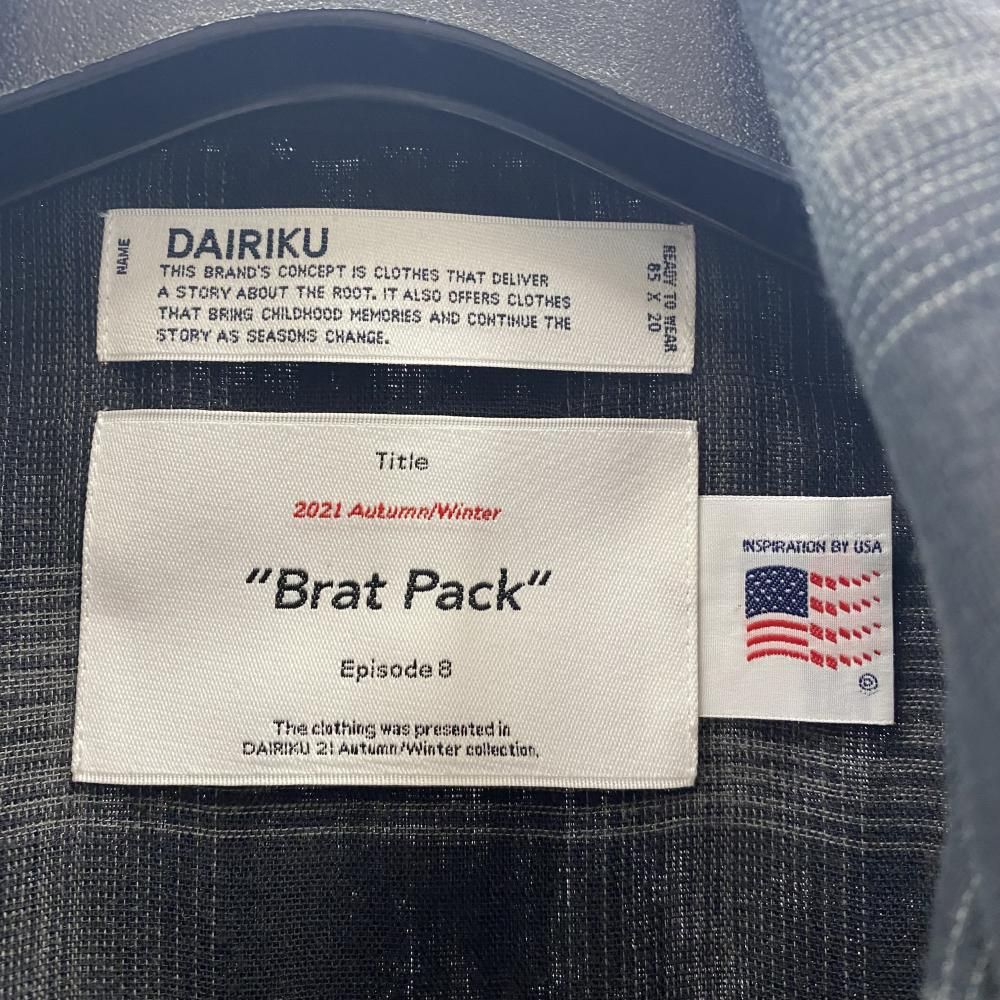 NAME
DAIRIKU
THIS BRAND'S CONCEPT IS CLOTHES THAT DELIVER
A STORY ABOUT THE ROOT. IT ALSO OFFERS CLOTHES
THAT BRING CHILDHOOD MEMORIES AND CONTINUE THE
STORY AS SEASONS CHANGE.
READY TO WEAR
85 X 20
Title
2021 Autumn/Winter
"Brat Pack"
Episode 8
The clothing was presented in
DAIRIKU 21 Autumn/Winter collection.
INSPIRATION BY USA
Ⓓ